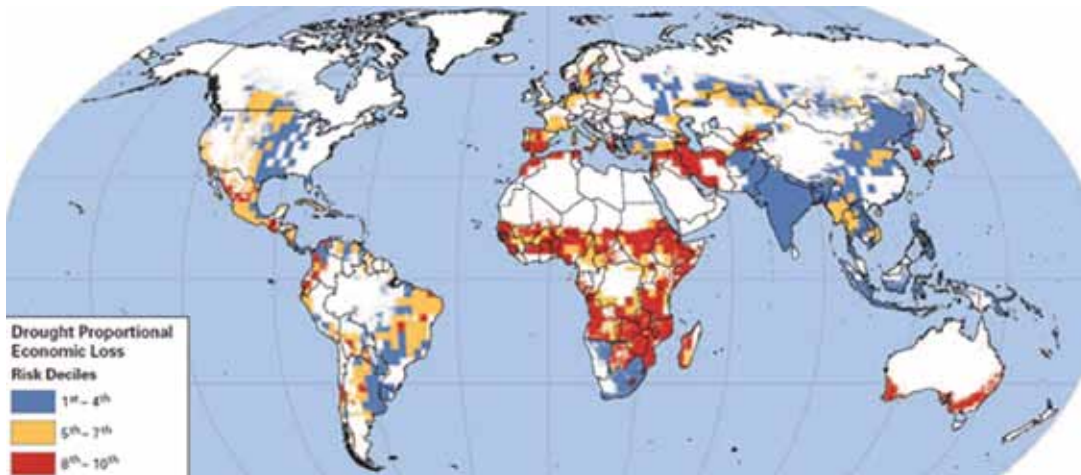 Drought Proportional
Economic Loss
Risk Deciles
1st – 4th
5th – 7th
8th – 10th